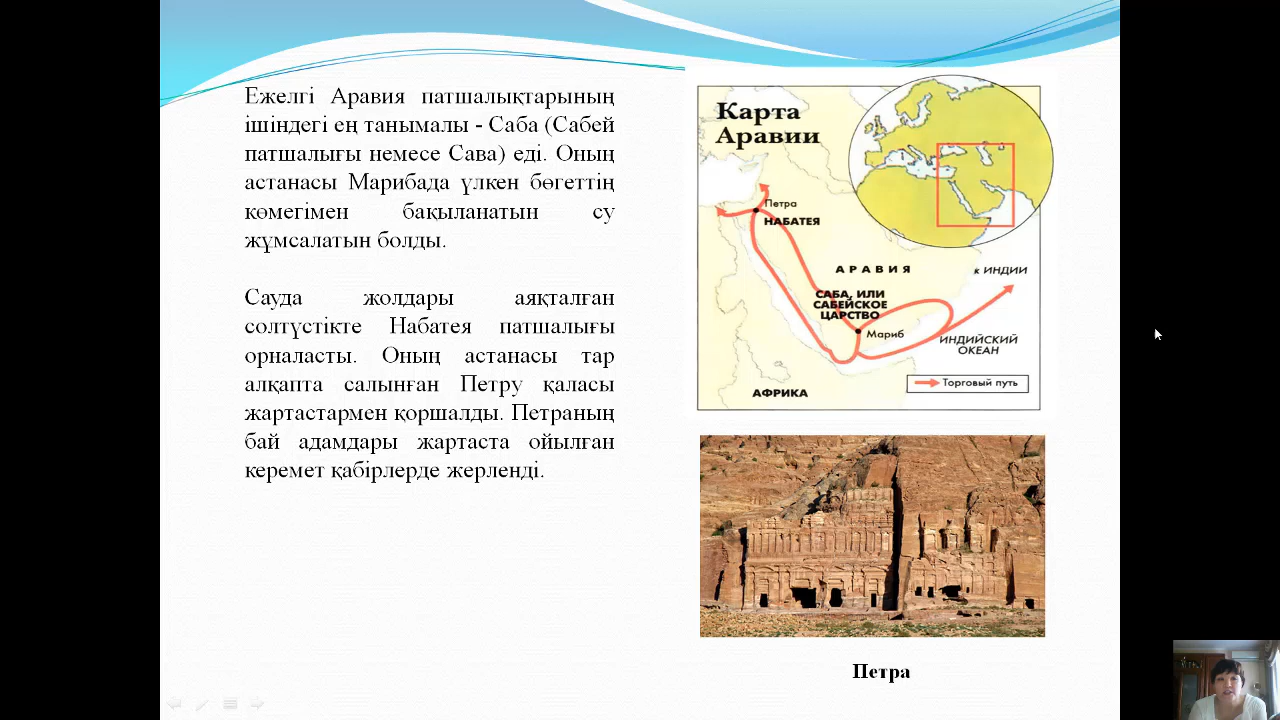 Ежелгі Аравия патшалықтарының
ішіндегі ең танымалы - Саба (Сабей
патшалығы немесе Сава) еді. Оның
астанасы Марибада үлкен бөгеттің
көмегімен бақыланатын су
жұмсалатын болды.
Сауда жолдары аяқталған
солтүстікте Набатея патшалығы
орналасты. Оның астанасы тар
алқапта салынған Петру қаласы
жартастармен қоршалды. Петраның
бай адамдары жартаста ойылған
керемет қабірлерде жерленді.
Карта
Аравии
Петра
НАБАТЕЯ
АРАВИЯ
к ИНДИИ
САБА, ИЛИ
САБЕЙСКОЕ
ЦАРСТВО
Мариб
ИНДИЙСКИЙ
ОКЕАН
Торговый путь
АФРИКА
Петра